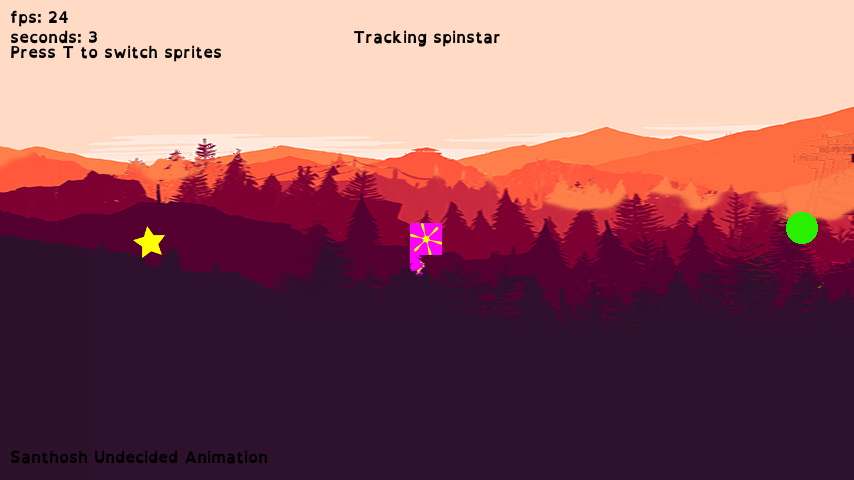 fps: 24
seconds: 3
Press T to switch sprites
Tracking spinstar
Santhosh Undecided Animation